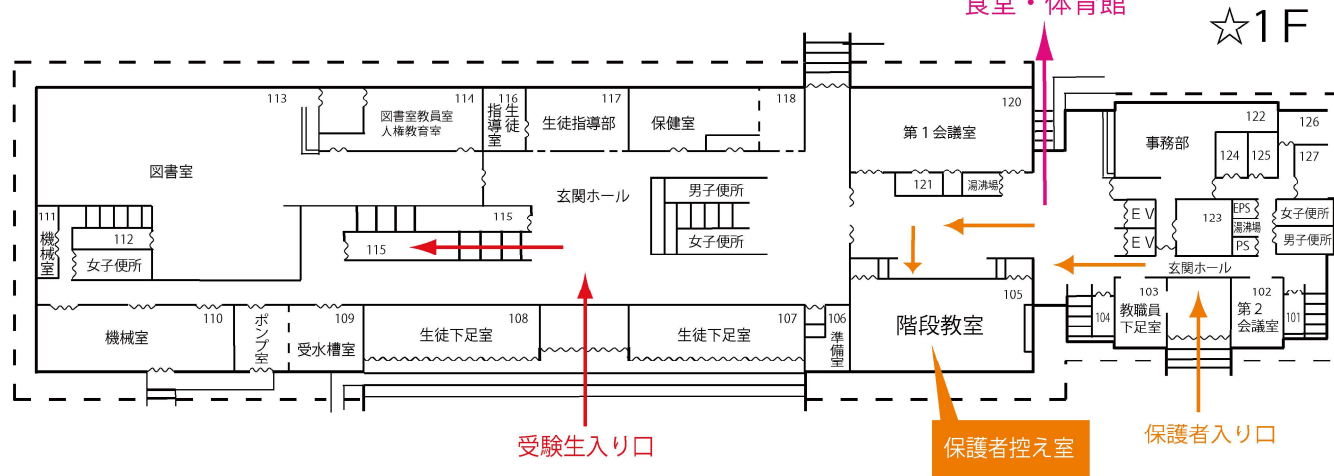 食堂・体育館
☆1F
113
図書室
114
図書室教員室
人権教育室
116
生徒
指導室
117
生徒指導部
保健室
118
120
第1会議室
121
湯沸場
122
事務部
124
125
126
127
玄関ホール
男子便所
女子便所
115
115
111
機械室
112
女子便所
EV
EV
123
EPS
湯沸場
PS
女子便所
男子便所
玄関ホール
機械室
110
ポンプ室
109
受水槽室
生徒下足室
108
生徒下足室
107
106
準備室
105
階段教室
104
103
教職員
下足室
102
第2
会議室
101
受験生入り口
保護者控え室
保護者入り口